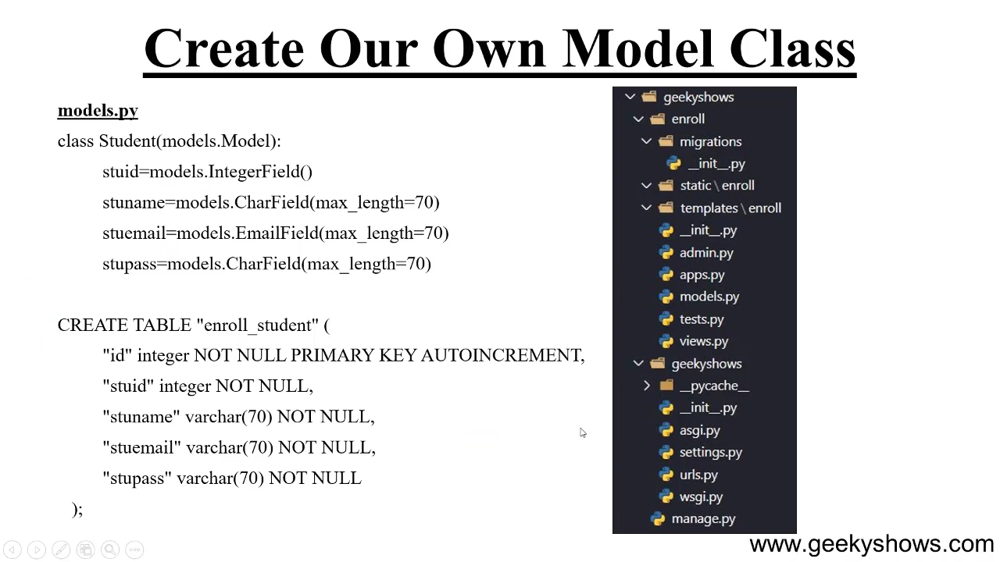 Create Our Own Model Class
models.py
class Student(models.Model):
stuid=models.IntegerField()
stuname=models.CharField(max_length=70)
stuemail=models.EmailField(max_length=70)
stupass=models.CharField(max_length=70)
CREATE TABLE "enroll_student" (
"id" integer NOT NULL PRIMARY KEY AUTOINCREMENT,
"stuid" integer NOT NULL,
"stuname" varchar(70) NOT NULL,
"stuemail" varchar(70) NOT NULL,
"stupass" varchar(70) NOT NULL
);
geekyshows
enroll
migrations
__init__.py
static \ enroll
templates \ enroll
__init__.py
admin.py
apps.py
models.py
tests.py
views.py
geekyshows
__pycache__
__init__.py
asgi.py
settings.py
urls.py
wsgi.py
manage.py
www.geekyshows.com